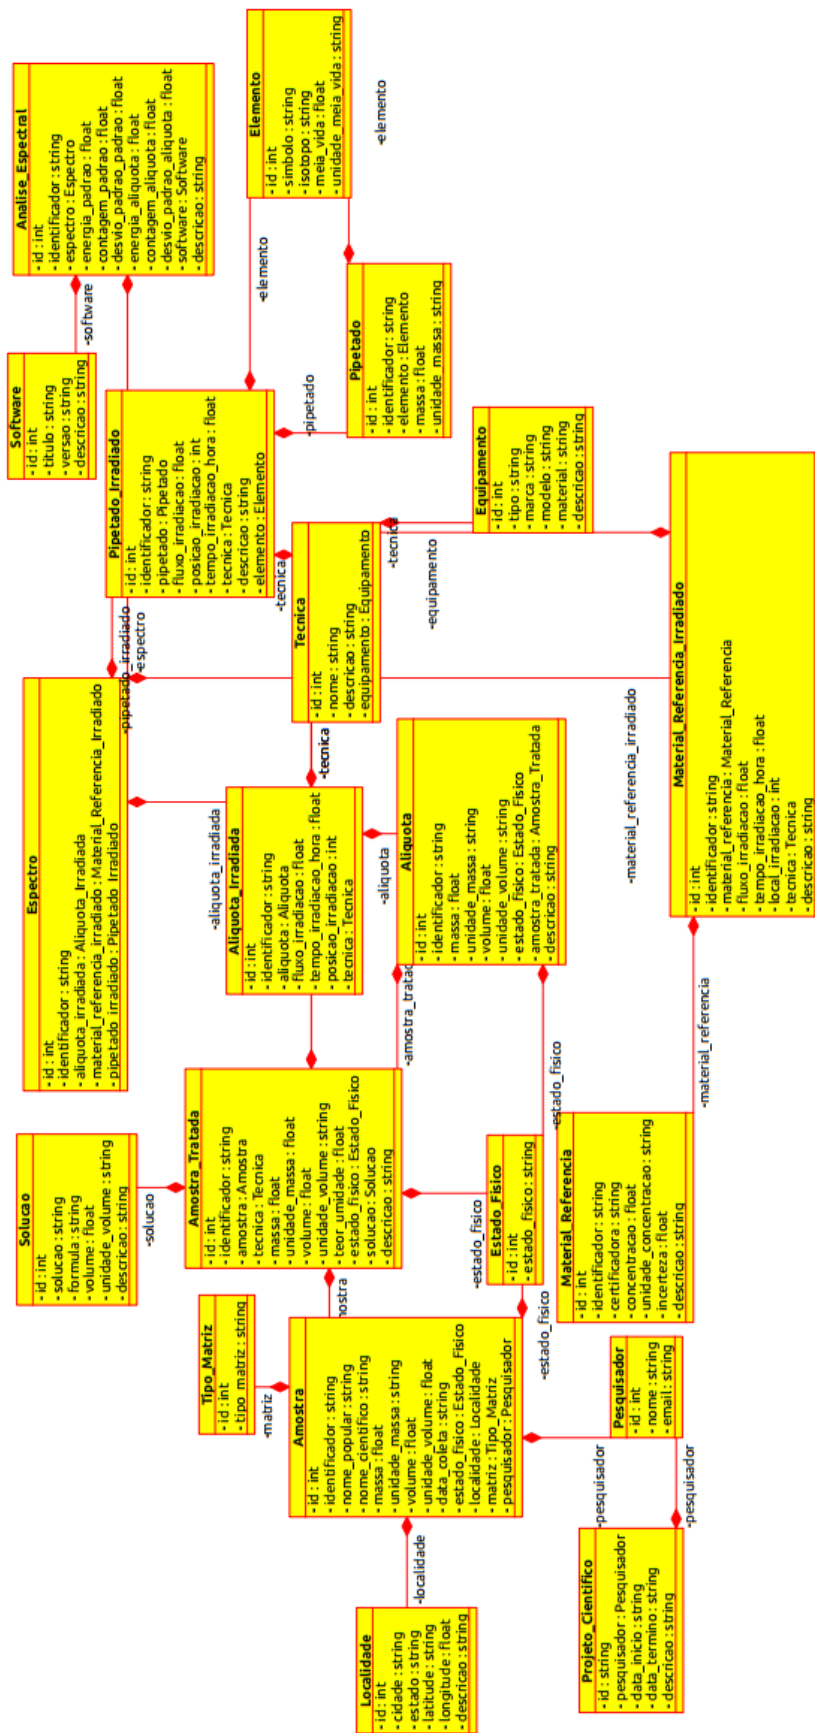 Analise_Espectral
- id : int
- identificador : string
- espectro : Espectro
- energia_padrao : float
- contagem_padrao : float
- desvio_padrao_padrao : float
- energia_aliquota : float
- contagem_aliquota : float
- desvio_padrao_aliquota : float
- software : Software
- descricao : string
Elemento
- id : int
- simbolo : string
- isotopo : string
- meia_vida : float
- unidade_meia_vida : string
-elemento
-elemento
-software
Software
- id : int
- titulo : string
- versao : string
- descricao : string
Pipetado_Irradiado
- id : int
- identificador : string
- pipetado : Pipetado
- fluxo_irradiacao : float
- posicao_irradiacao : int
- tempo_irradiacao_hora : float
- tecnica : Tecnica
- descricao : string
- elemento : Elemento
-pipetado
Pipetado
- id : int
- identificador : string
- elemento : Elemento
- massa : float
- unidade_massa : string
Equipamento
- id : int
- tipo : string
- marca : string
- modelo : string
- material : string
- descricao : string
-pipetado_irradiado
-espectro
-tecnica
-tecnica
-equipamento
Tecnica
- id : int
- nome : string
- descricao : string
- equipamento : Equipamento
Espectro
- id : int
- identificador : string
- aliquota_irradiada : Aliquota_Irradiada
- material_referencia_irradiado : Material_Referencia_Irradiado
- pipetado_irradiado : Pipetado_Irradiado
-tecnica
-aliquota_irradiada
-aliquota
-material_referencia_irradiado
Aliquota_Irradiada
- id : int
- identificador : string
- aliquota : Aliquota
- fluxo_irradiacao : float
- tempo_irradiacao_hora : float
- posicao_irradiacao : int
- tecnica : Tecnica
Aliquota
- id : int
- identificador : string
- massa : float
- unidade_massa : string
- volume : float
- unidade_volume : string
- estado_fisico : Estado_Fisico
- amostra_tratada : Amostra_Tratada
- descricao : string
Material_Referencia_Irradiado
- id : int
- identificador : string
- material_referencia : Material_Referencia
- fluxo_irradiacao : float
- tempo_irradiacao_hora : float
- local_irradiacao : int
- tecnica : Tecnica
- descricao : string
-amostra_tratad
-estado_fisico
-material_referencia
Solucao
- id : int
- solucao : string
- formula : string
- volume : float
- unidade_volume : string
- descricao : string
-solucao
Amostra_Tratada
- id : int
- identificador : string
- amostra : Amostra
- tecnica : Tecnica
- massa : float
- unidade_massa : float
- volume : float
- unidade_volume : string
- teor_umidade : float
- estado_fisico : Estado_Fisico
- solucao : Solucao
- descricao : string
-estado_fisico
Estado_Fisico
- id : int
- estado_fisico : string
-estado_fisico
Material_Referencia
- id : int
- identificador : string
- certificadora : string
- concentracao : float
- unidade_concentracao : string
- incerteza : float
- descricao : string
nostra
Tipo_Matriz
- id : int
- tipo_matriz : string
-matriz
Amostra
- id : int
- identificador : string
- nome_popular : string
- nome_cientifico : string
- massa : float
- unidade_massa : string
- volume : float
- unidade_volume : float
- data_coleta : string
- estado_fisico : Estado_Fisico
- localidade : Localidade
- matriz : Tipo_Matriz
- pesquisador : Pesquisador
Pesquisador
- id : int
- nome : string
- email : string
-pesquisador
-pesquisador
-localidade
Localidade
- id : int
- cidade : string
- estado : string
- latitude : string
- longitude : float
- descricao : string
Projeto_Cientifico
- id : string
- pesquisador : Pesquisador
- data_inicio : string
- data_termino : string
- descricao : string